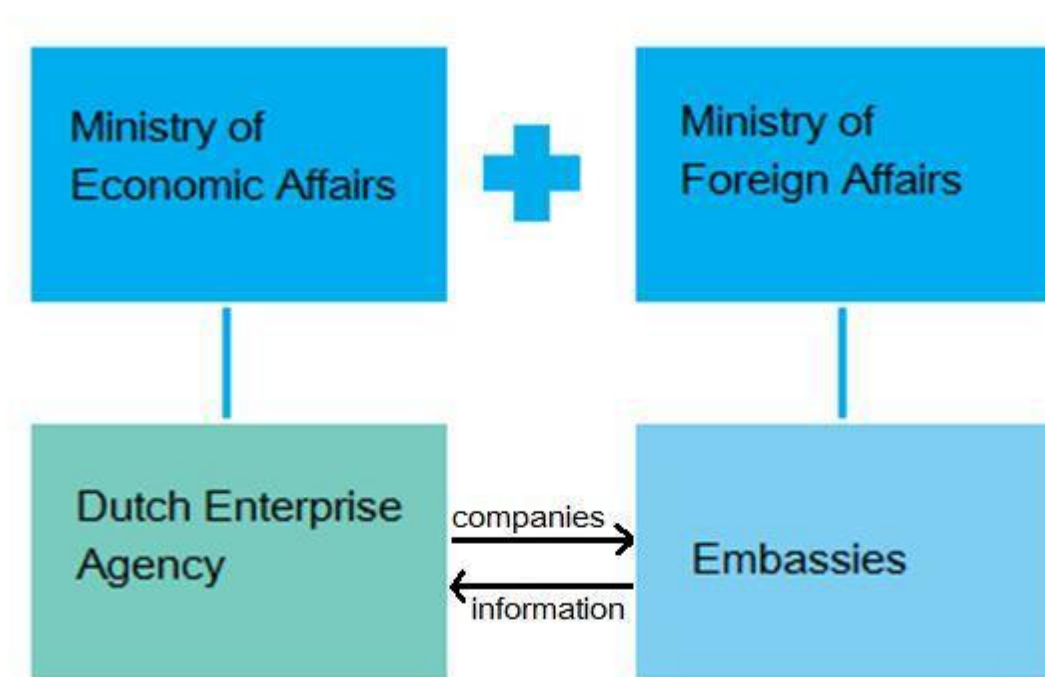 Ministry of
Economic Affairs
Ministry of
Foreign Affairs
Dutch Enterprise
Agency
companies
information
Embassies